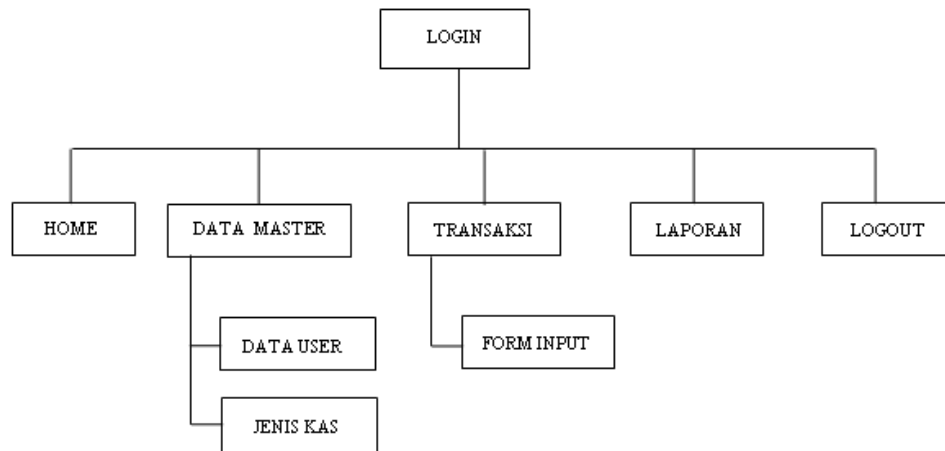 LOGIN
HOME
DATA MASTER
TRANSAKSI
LAPORAN
LOGOUT
DATA USER
FORM INPUT
JENIS KAS